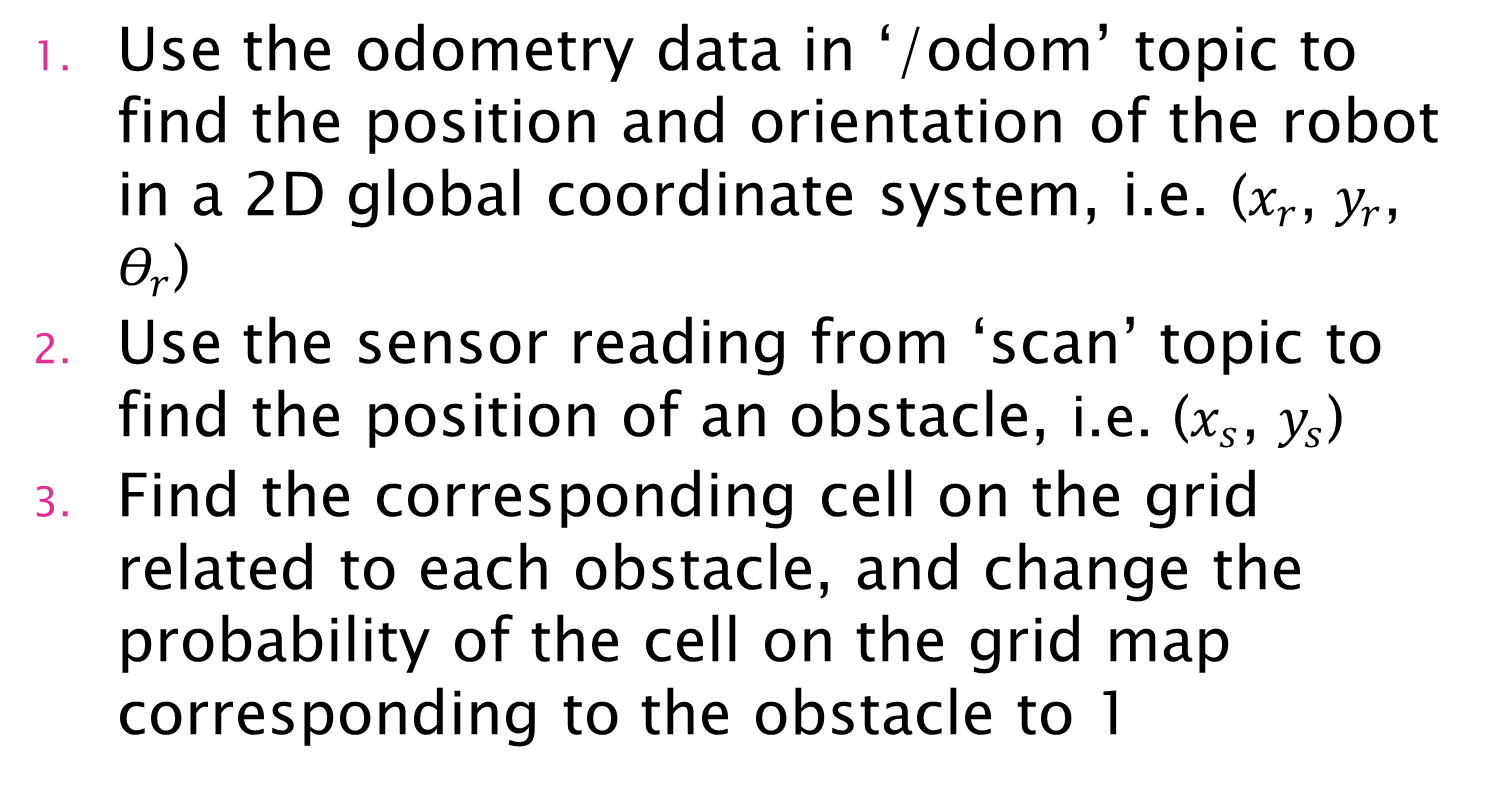 1. Use the odometry data in ‘/odom’ topic to
find the position and orientation of the robot
in a 2D global coordinate system, i.e. (xᵣ, yᵣ,
θᵣ)
2. Use the sensor reading from ‘scan’ topic to
find the position of an obstacle, i.e. (xₛ, yₛ)
3. Find the corresponding cell on the grid
related to each obstacle, and change the
probability of the cell on the grid map
corresponding to the obstacle to 1